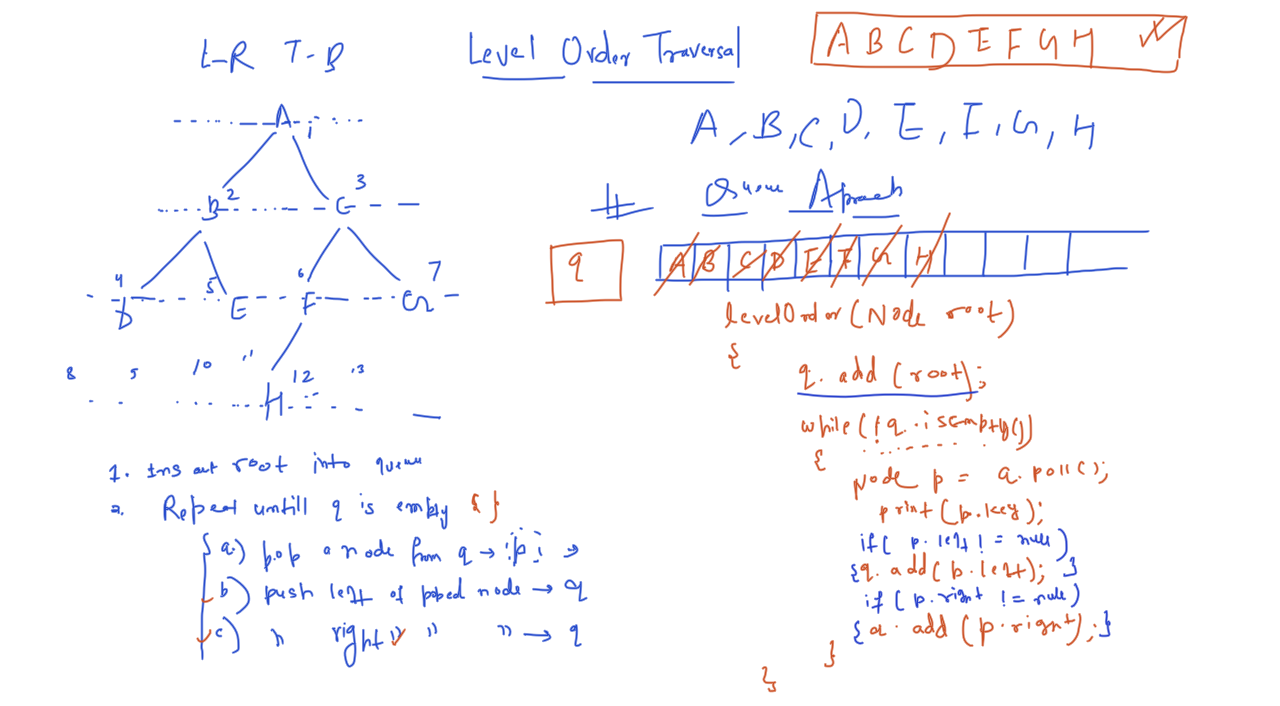 L-R T-B
Level Order Traversal
A B C D E F G H
A, B, C, D, E, F, G, H
A 1
B 2 C 3
4 5 6 7
D E F G
8 5 10 11 12 13
H
# Queue Aproach
q
A B C D E F G H
levelOrder (Node root)
{
q. add (root);
while(!q.isEmpty())
{
Node p = q.poll();
print(p.key);
if( p.left != null)
{q. add(p.left); }
if(p.right != null)
{q. add (p.right); }
}
}
1. Insert root into queue
2. Repeat untill q is empty { }
{ a.) pop a node from q → p
b) push left of poped node → q
c) " right " " " → q